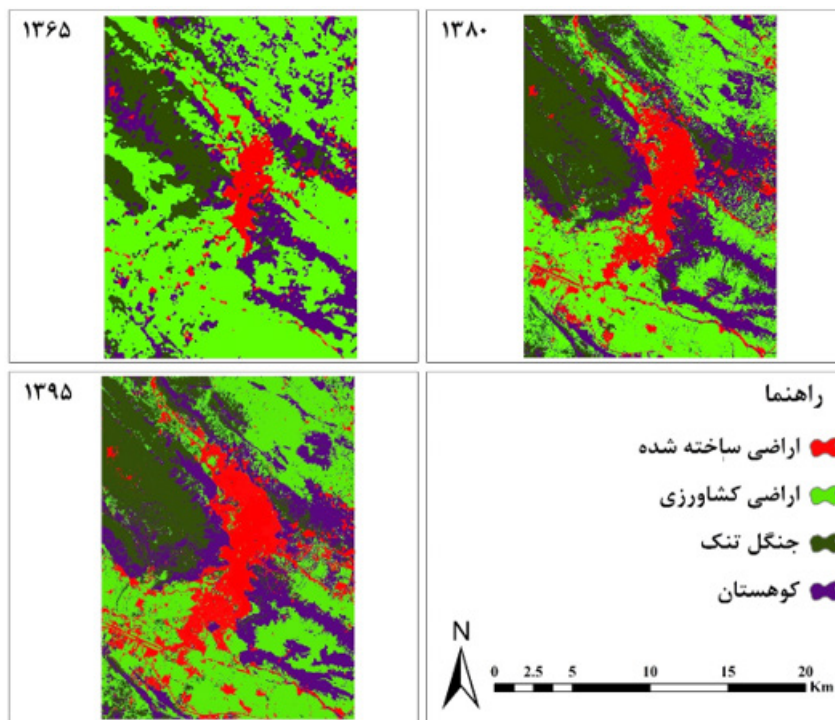 ۱۳۶۵
۱۳۸۰
۱۳۹۵
راهنما
اراضی ساخته شده
اراضی کشاورزی
جنگل تنک
کوهستان
N
0 2.5 5 10 15 20
Km